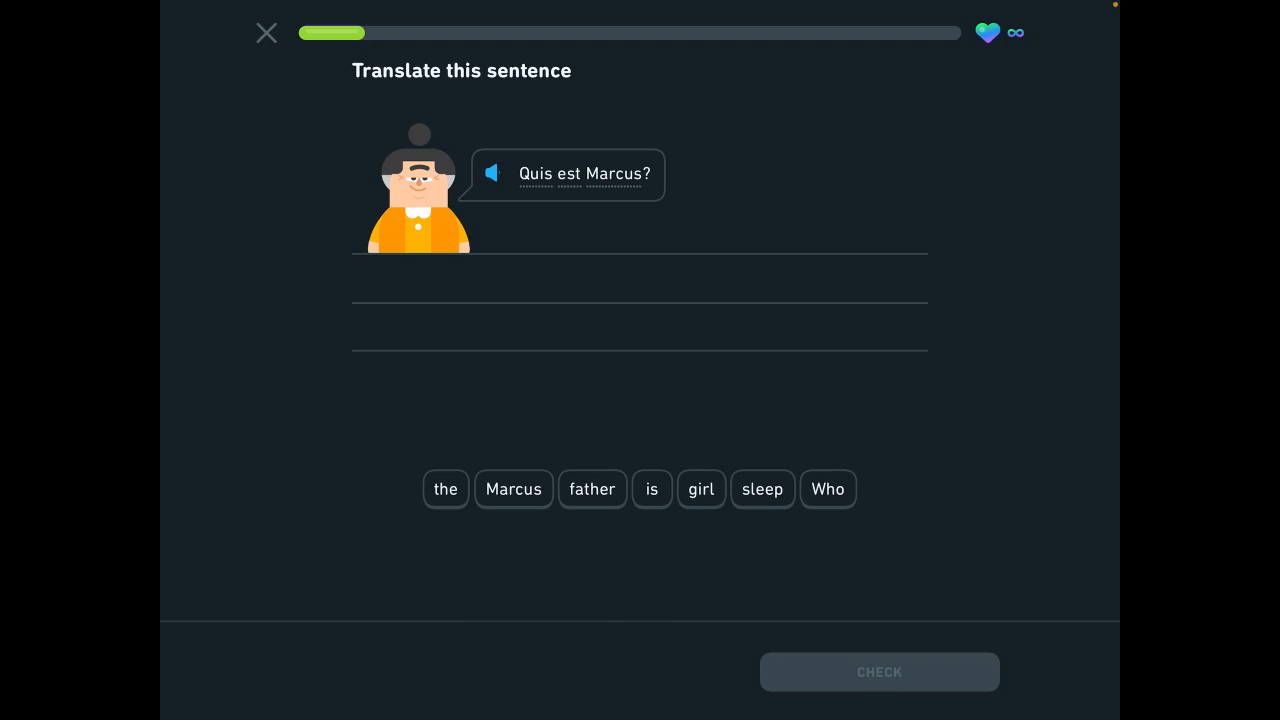 Translate this sentence
Quis est Marcus?
the Marcus father is girl sleep Who
CHECK